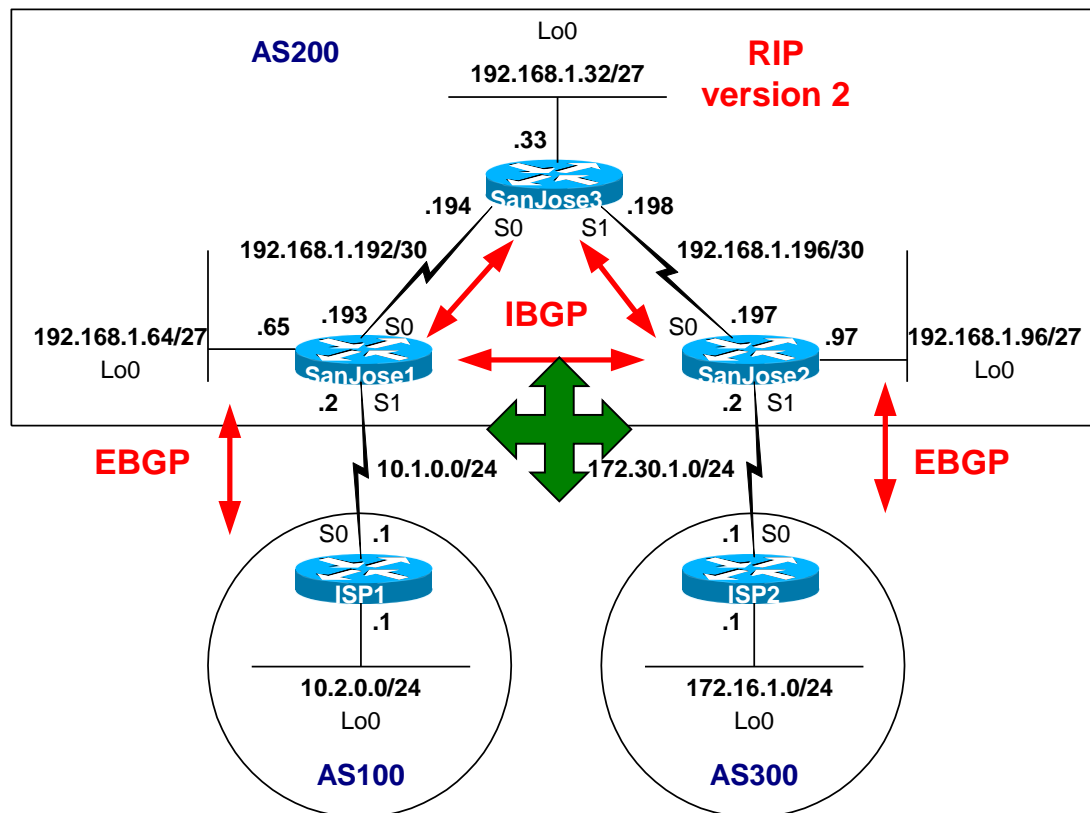 Lo0
AS200
RIP
version 2
192.168.1.32/27
.33
SanJose3
.194
.198
S0
S1
192.168.1.192/30
192.168.1.196/30
.193
S0
IBGP
S0
.197
192.168.1.64/27
.65
.97
192.168.1.96/27
Lo0
SanJose1
SanJose2
Lo0
.2
S1
.2
S1
EBGP
10.1.0.0/24
172.30.1.0/24
EBGP
S0
.1
.1
S0
ISP1
ISP2
.1
.1
10.2.0.0/24
172.16.1.0/24
Lo0
Lo0
AS100
AS300